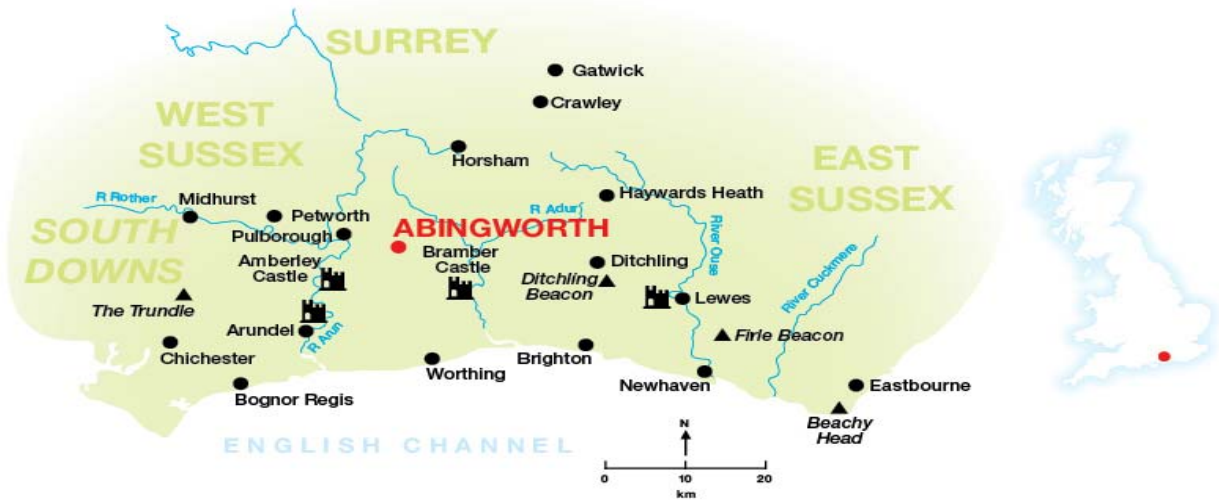 SURREY
Gatwick
Crawley
WEST
SUSSEX
Horsham
EAST
SUSSEX
R Rother
Midhurst
Haywards Heath
Petworth
R Adur
ABINGWORTH
SOUTH
DOWNS
Pulborough
River Ouse
River Cuckmere
Amberley
Castle
Bramber
Castle
Ditchling
Ditchling
Beacon
The Trundle
Lewes
Arundel
R Arun
Firle Beacon
Chichester
Worthing
Brighton
Newhaven
Eastbourne
Bognor Regis
Beachy
Head
ENGLISH CHANNEL
N
0 10 20
km